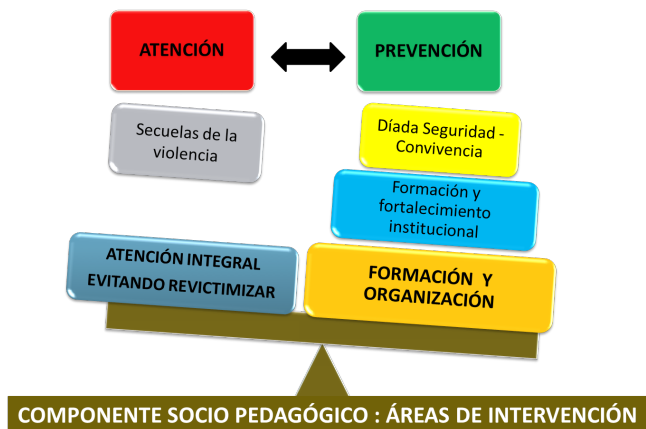 ATENCIÓN
PREVENCIÓN
Secuelas de la
violencia
Díada Seguridad -
Convivencia
Formación y
fortalecimiento
institucional
ATENCIÓN INTEGRAL
EVITANDO REVICTIMIZAR
FORMACIÓN Y
ORGANIZACIÓN
COMPONENTE SOCIO PEDAGÓGICO : ÁREAS DE INTERVENCIÓN